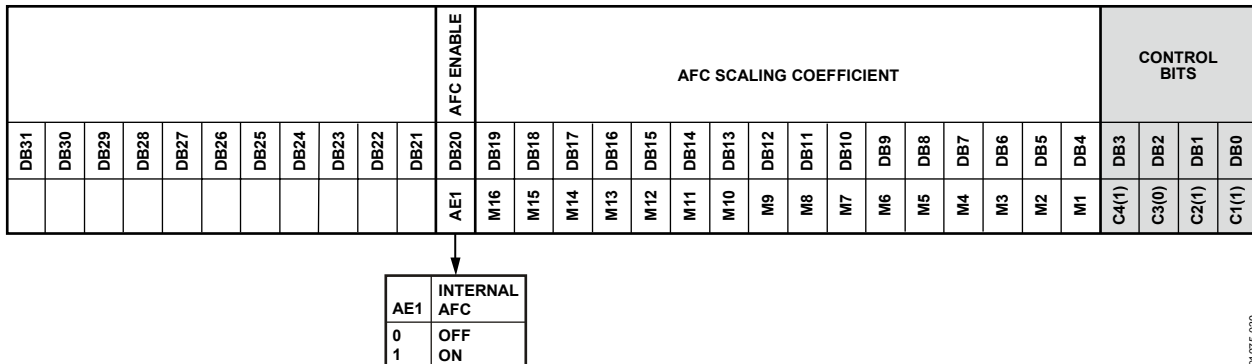 AFC ENABLE
AFC SCALING COEFFICIENT
CONTROL
BITS
DB31 DB30 DB29 DB28 DB27 DB26 DB25 DB24 DB23 DB22 DB21 DB20 DB19 DB18 DB17 DB16 DB15 DB14 DB13 DB12 DB11 DB10 DB9 DB8 DB7 DB6 DB5 DB4 DB3 DB2 DB1 DB0
AE1 M16 M15 M14 M13 M12 M11 M10 M9 M8 M7 M6 M5 M4 M3 M2 M1 C4(1) C3(0) C2(1) C1(1)
INTERNAL
AE1 AFC
0 OFF
1 ON